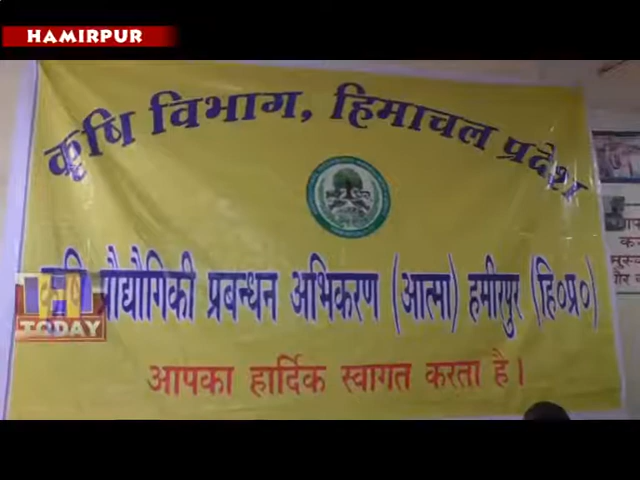 HAMIRPUR
कृषि विभाग, हिमाचल प्रदेश
कृषि प्रौद्यौगिकी प्रबन्धन अभिकरण (आत्मा) हमीरपुर (हि०प्र०)
TODAY
आपका हार्दिक स्वागत करता है।